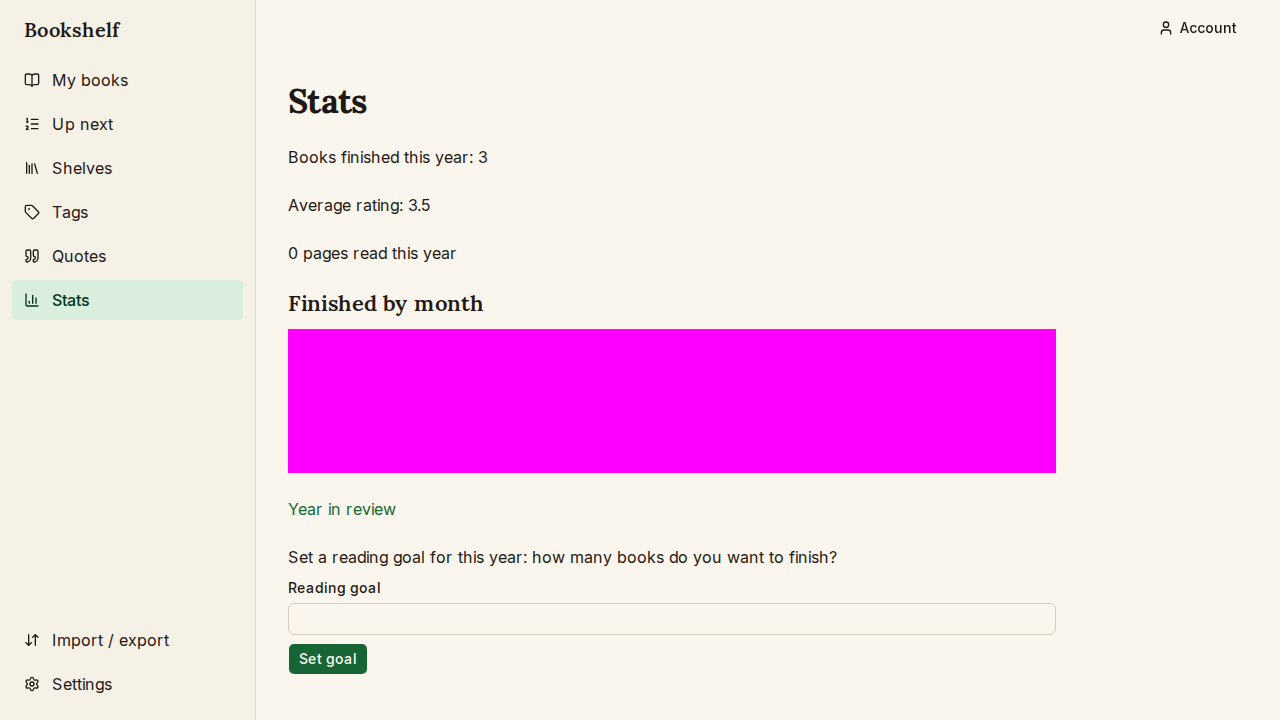 Bookshelf
My books
Up next
Shelves
Tags
Quotes
Stats
Import / export
Settings
Account
Stats
Books finished this year: 3
Average rating: 3.5
0 pages read this year
Finished by month
Year in review
Set a reading goal for this year: how many books do you want to finish?
Reading goal
Set goal